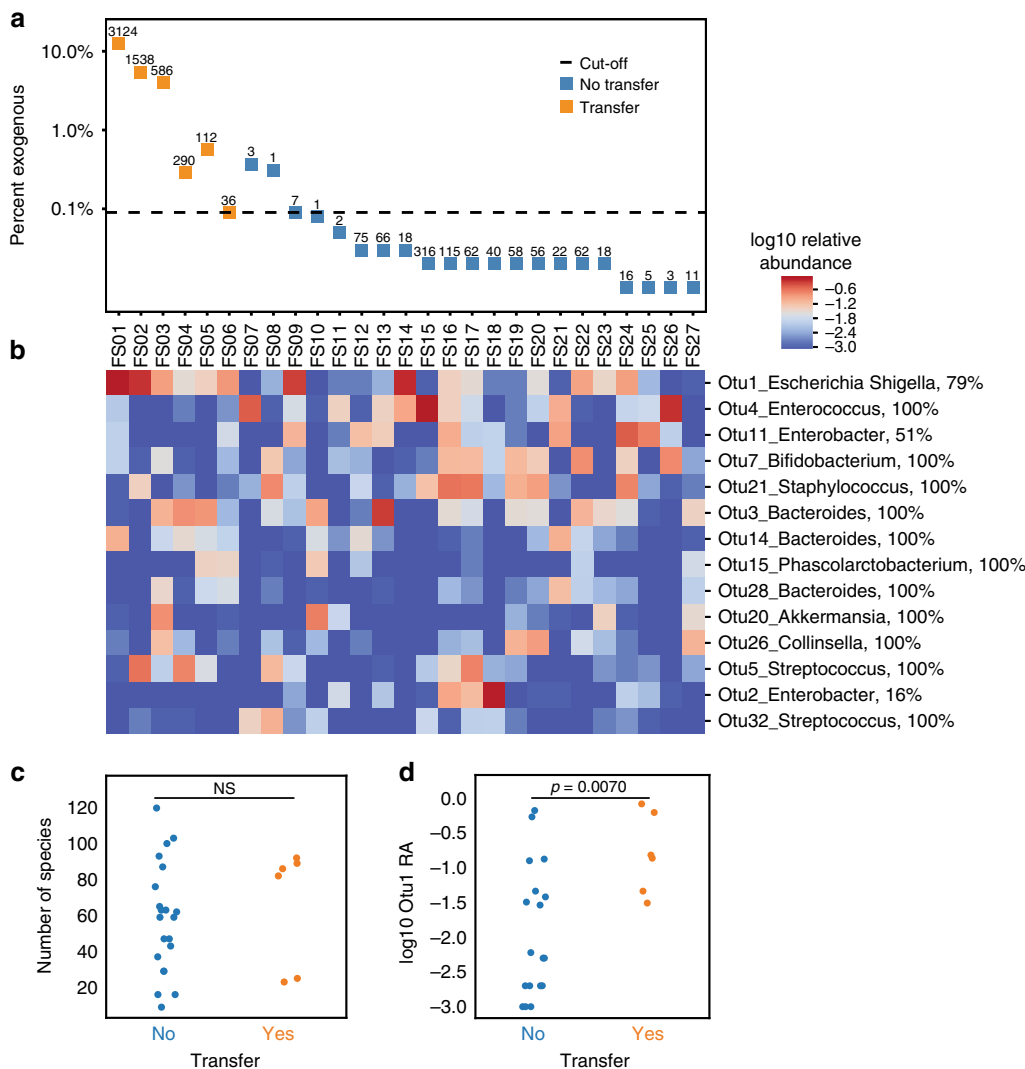 a
3124
1538
586
290
112
36
3
1
7
1
2
75
66
18
316
115
62
40
58
56
22
62
18
16
5
3
11
10.0%
1.0%
0.1%
Percent exogenous
Cut-off
No transfer
Transfer
log10 relative
abundance
−0.6
−1.2
−1.8
−2.4
−3.0
b
FS01
FS02
FS03
FS04
FS05
FS06
FS07
FS08
FS09
FS10
FS11
FS12
FS13
FS14
FS15
FS16
FS17
FS18
FS19
FS20
FS21
FS22
FS23
FS24
FS25
FS26
FS27
Otu1_Escherichia Shigella, 79%
Otu4_Enterococcus, 100%
Otu11_Enterobacter, 51%
Otu7_Bifidobacterium, 100%
Otu21_Staphylococcus, 100%
Otu3_Bacteroides, 100%
Otu14_Bacteroides, 100%
Otu15_Phascolarctobacterium, 100%
Otu28_Bacteroides, 100%
Otu20_Akkermansia, 100%
Otu26_Collinsella, 100%
Otu5_Streptococcus, 100%
Otu2_Enterobacter, 16%
Otu32_Streptococcus, 100%
c
NS
120
100
80
60
40
20
Number of species
No
Yes
Transfer
d
p = 0.0070
0.0
−0.5
−1.0
−1.5
−2.0
−2.5
−3.0
log10 Otu1 RA
No
Yes
Transfer